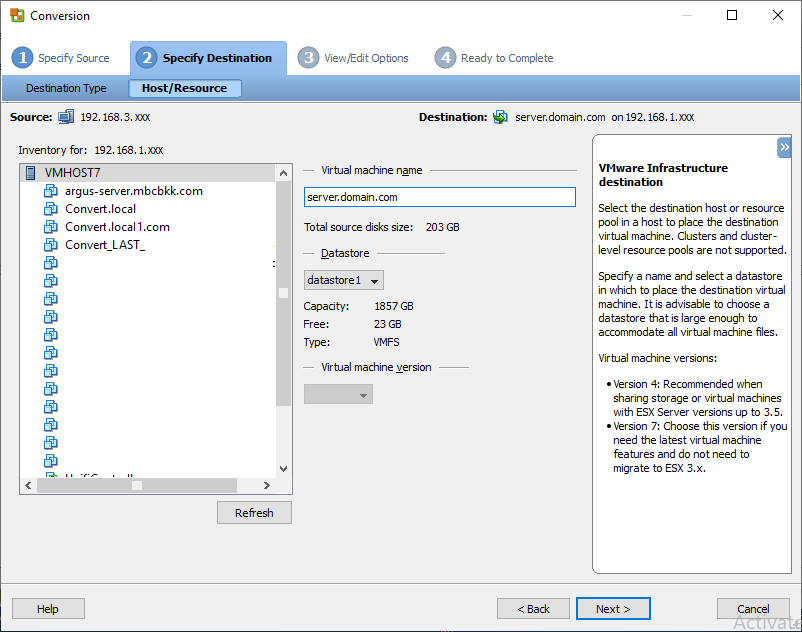 Conversion
1 Specify Source
2 Specify Destination
3 View/Edit Options
4 Ready to Complete
Destination Type
Host/Resource
Source: 192.168.3.xxx
Destination: server.domain.com on 192.168.1.xxx
Inventory for: 192.168.1.xxx
VMHOST7
argus-server.mbcbkk.com
Convert.local
Convert.local1.com
Convert_LAST_
Refresh
Virtual machine name
server.domain.com
Total source disks size: 203 GB
Datastore
datastore1
Capacity: 1857 GB
Free: 23 GB
Type: VMFS
Virtual machine version
VMware Infrastructure
destination
Select the destination host or resource
pool in a host to place the destination
virtual machine. Clusters and cluster-
level resource pools are not supported.
Specify a name and select a datastore
in which to place the destination virtual
machine. It is advisable to choose a
datastore that is large enough to
accommodate all virtual machine files.
Virtual machine versions:
• Version 4: Recommended when
sharing storage or virtual machines
with ESX Server versions up to 3.5.
• Version 7: Choose this version if you
need the latest virtual machine
features and do not need to
migrate to ESX 3.x.
Help
< Back
Next >
Cancel
Activate